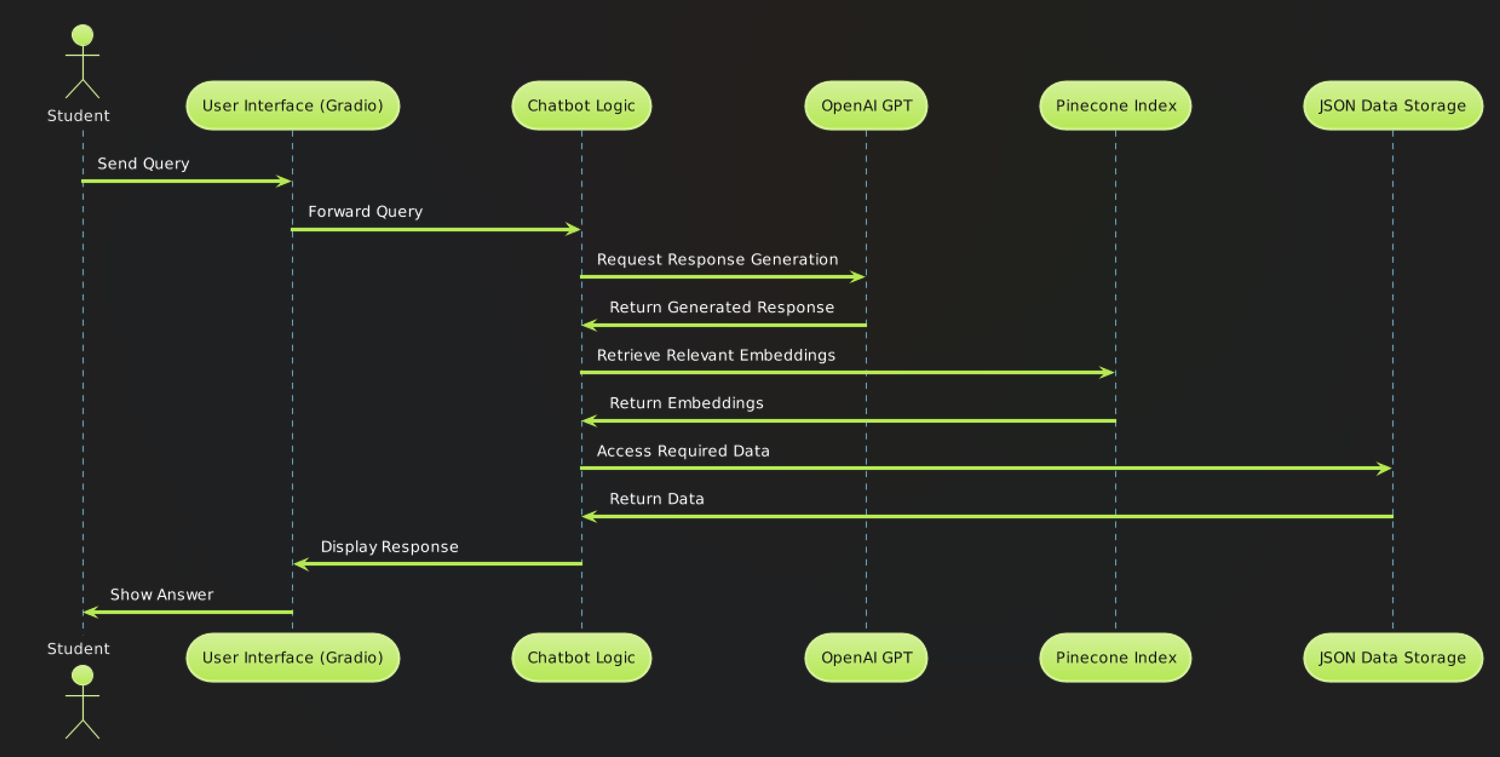 Student
User Interface (Gradio)
Chatbot Logic
OpenAI GPT
Pinecone Index
JSON Data Storage
Send Query
Forward Query
Request Response Generation
Return Generated Response
Retrieve Relevant Embeddings
Return Embeddings
Access Required Data
Return Data
Display Response
Show Answer
Student
User Interface (Gradio)
Chatbot Logic
OpenAI GPT
Pinecone Index
JSON Data Storage